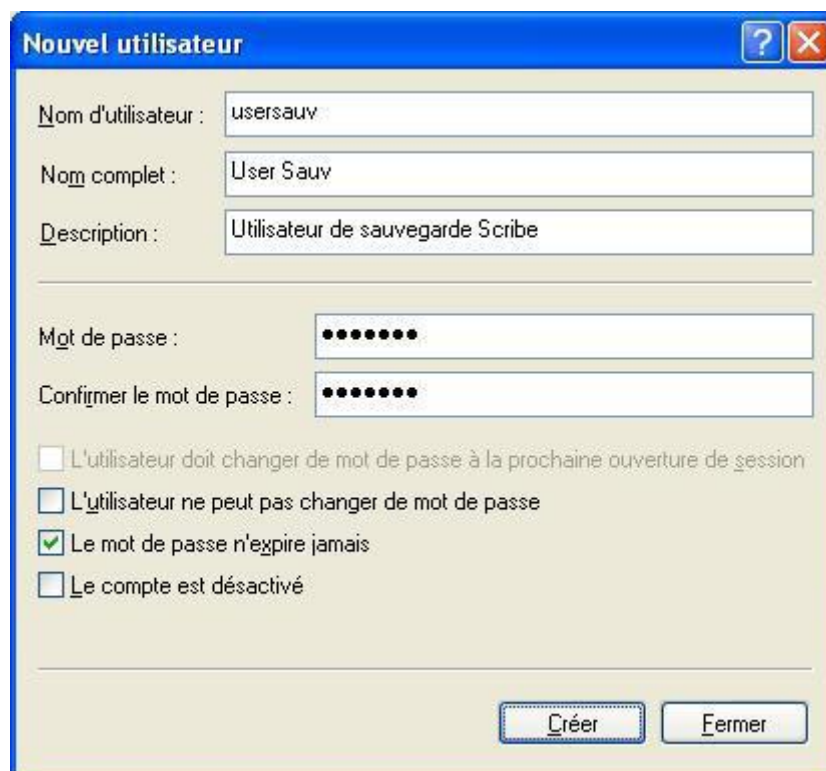 Nouvel utilisateur
Nom d'utilisateur : usersauv
Nom complet : User Sauv
Description : Utilisateur de sauvegarde Scribe
Mot de passe : •••••••
Confirmer le mot de passe : •••••••
L'utilisateur doit changer de mot de passe à la prochaine ouverture de session
L'utilisateur ne peut pas changer de mot de passe
Le mot de passe n'expire jamais
Le compte est désactivé
Créer Fermer